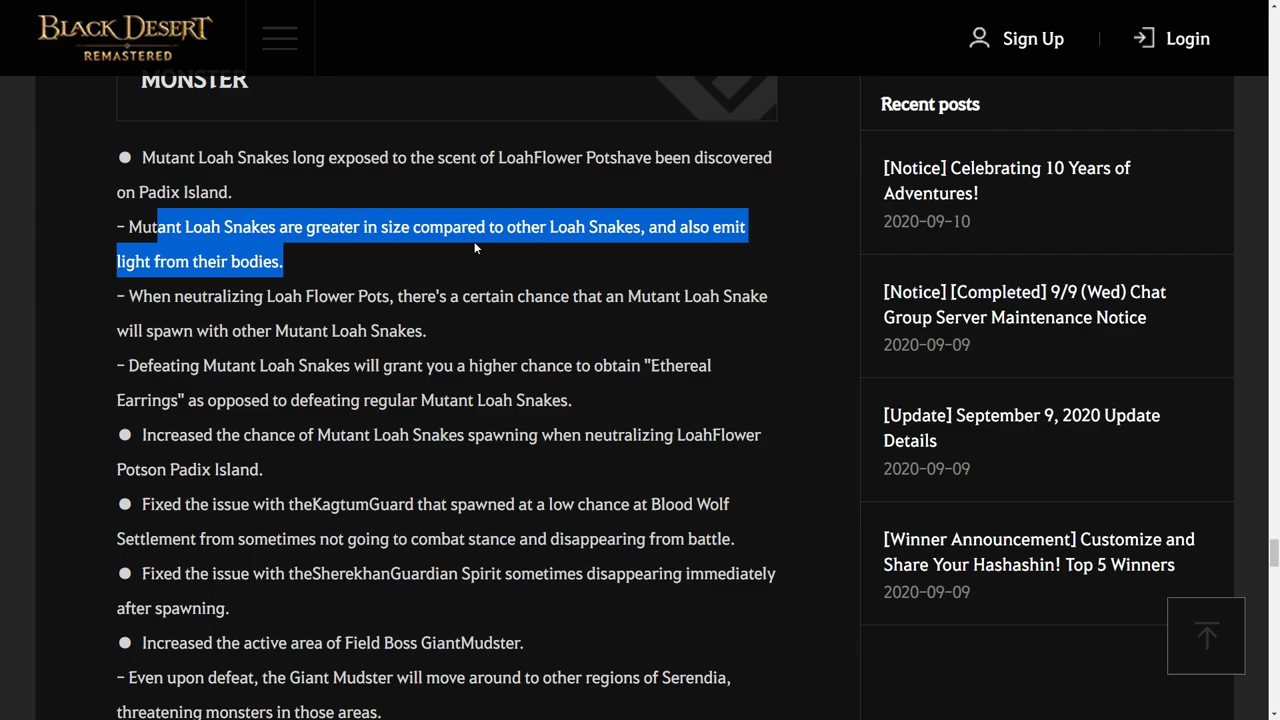 BLACK DESERT
REMASTERED
Sign Up
Login
MONSTER
● Mutant Loah Snakes long exposed to the scent of LoahFlower Potshave been discovered
on Padix Island.
- Mutant Loah Snakes are greater in size compared to other Loah Snakes, and also emit
light from their bodies.
- When neutralizing Loah Flower Pots, there's a certain chance that an Mutant Loah Snake
will spawn with other Mutant Loah Snakes.
- Defeating Mutant Loah Snakes will grant you a higher chance to obtain "Ethereal
Earrings" as opposed to defeating regular Mutant Loah Snakes.
● Increased the chance of Mutant Loah Snakes spawning when neutralizing LoahFlower
Potson Padix Island.
● Fixed the issue with theKagtumGuard that spawned at a low chance at Blood Wolf
Settlement from sometimes not going to combat stance and disappearing from battle.
● Fixed the issue with theSherekhanGuardian Spirit sometimes disappearing immediately
after spawning.
● Increased the active area of Field Boss GiantMudster.
- Even upon defeat, the Giant Mudster will move around to other regions of Serendia,
threatening monsters in those areas.
Recent posts
[Notice] Celebrating 10 Years of
Adventures!
2020-09-10
[Notice] [Completed] 9/9 (Wed) Chat
Group Server Maintenance Notice
2020-09-09
[Update] September 9, 2020 Update
Details
2020-09-09
[Winner Announcement] Customize and
Share Your Hashashin! Top 5 Winners
2020-09-09